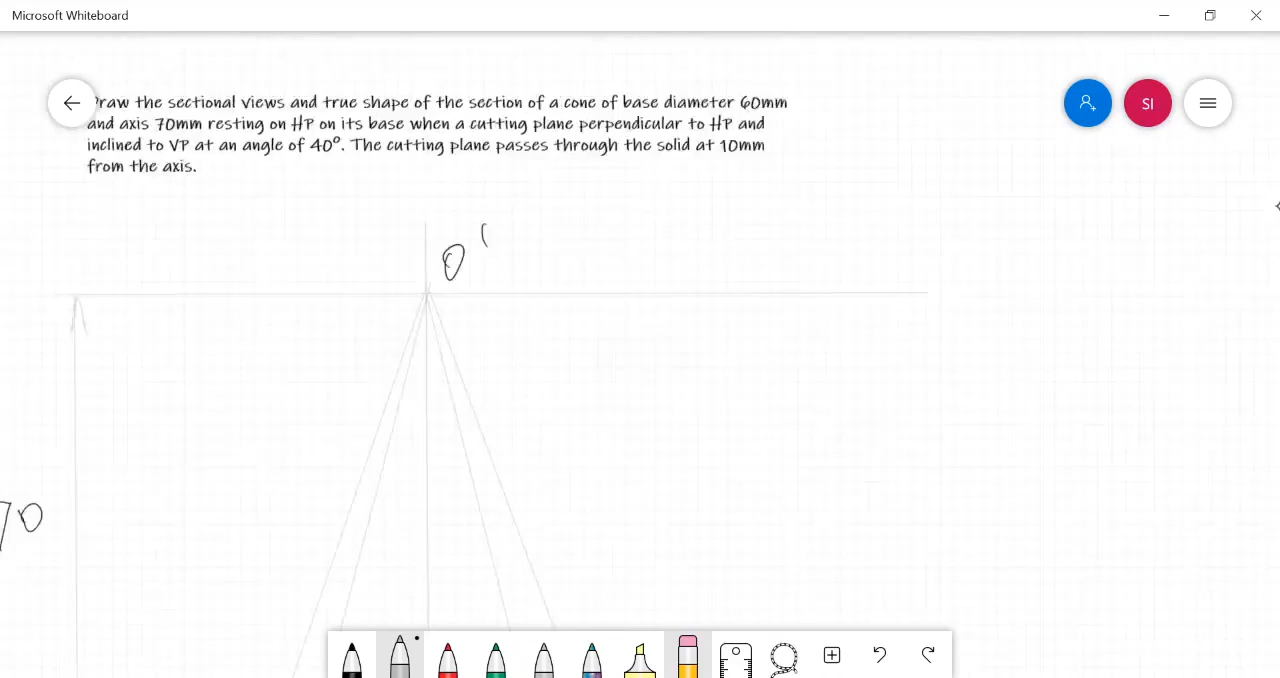 Microsoft Whiteboard
Draw the sectional views and true shape of the section of a cone of base diameter 60mm
and axis 70mm resting on HP on its base when a cutting plane perpendicular to HP and
inclined to VP at an angle of 40°. The cutting plane passes through the solid at 10mm
from the axis.
SI
O'
70